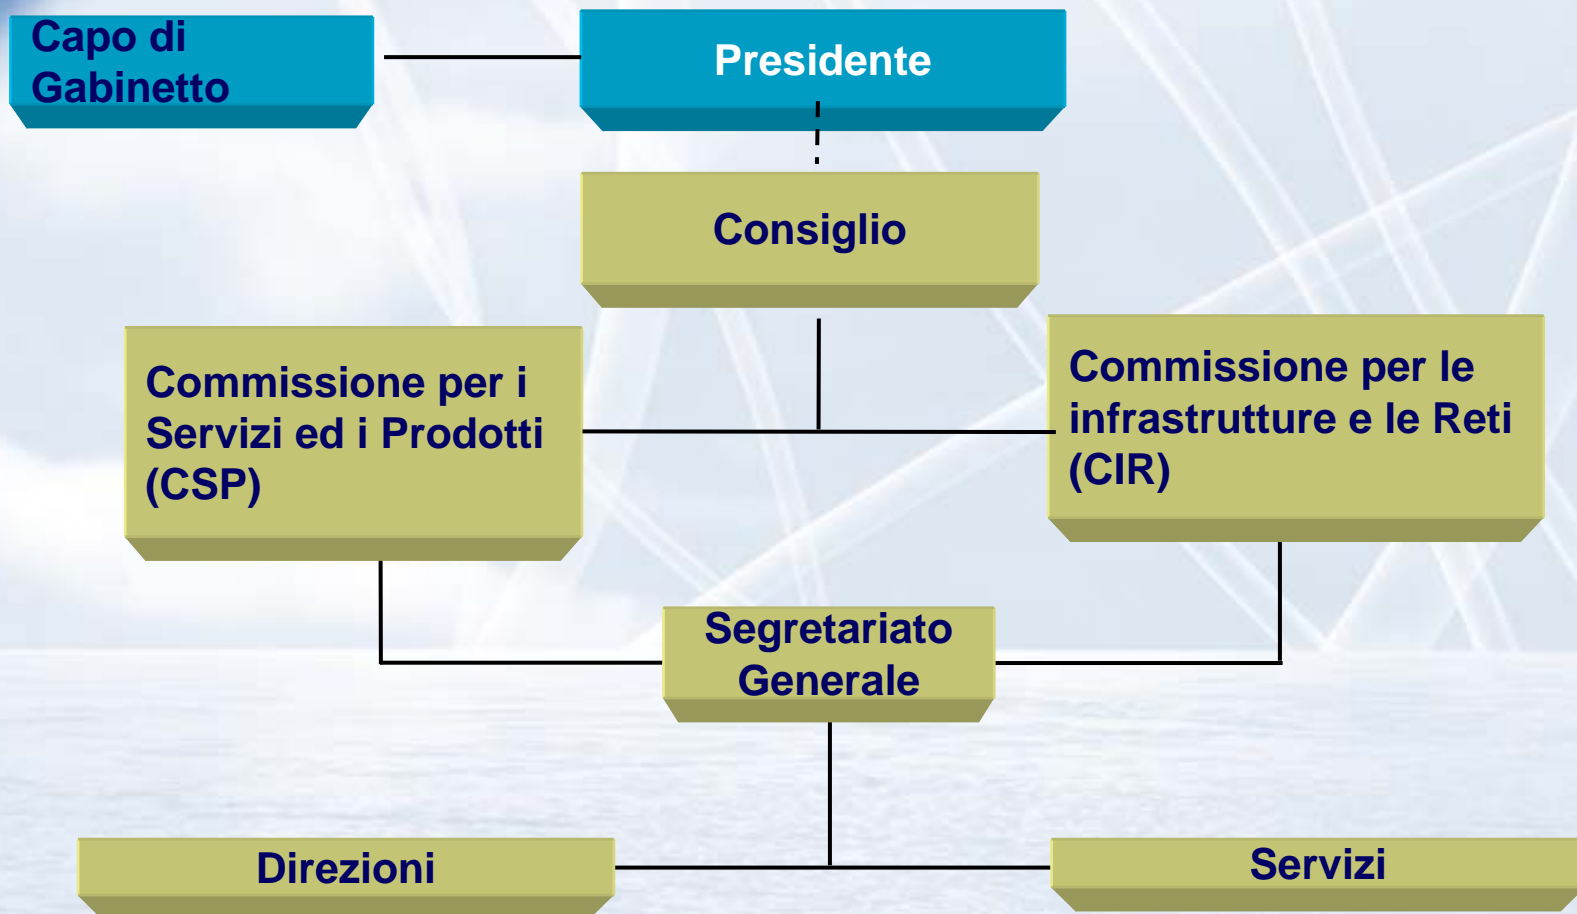 Capo di
Gabinetto
Presidente
Consiglio
Commissione per i
Servizi ed i Prodotti
(CSP)
Commissione per le
infrastrutture e le Reti
(CIR)
Segretariato
Generale
Direzioni
Servizi